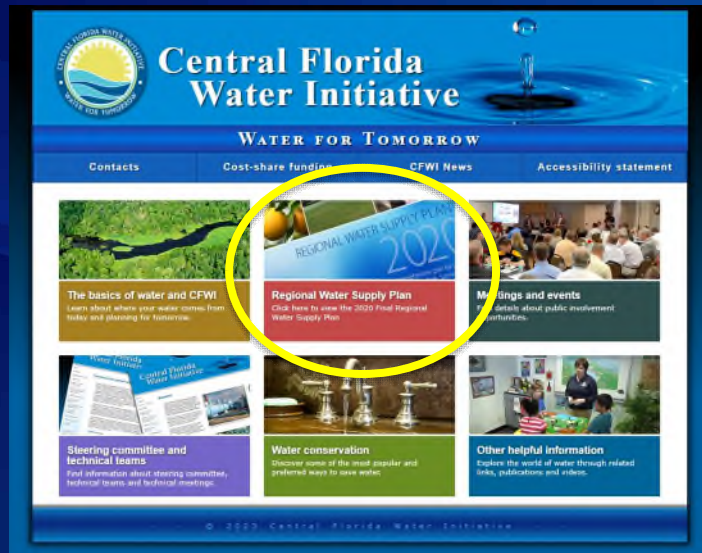 CENTRAL FLORIDA WATER INITIATIVE
WATER FOR TOMORROW
Central Florida
Water Initiative
WATER FOR TOMORROW
Contacts
Cost-share funding
CFWI News
Accessibility statement
REGIONAL WATER SUPPLY PLAN
2020
The basics of water and CFWI
Learn about where your water comes from
today and planning for tomorrow.
Regional Water Supply Plan
Click here to view the 2020 Final Regional
Water Supply Plan
Meetings and events
Find details about public involvement
opportunities.
Central Florida
Water Initiative
Steering committee and
technical teams
Find information about steering committee,
technical teams and technical meetings.
Water conservation
Discover some of the most popular and
preferred ways to save water.
Other helpful information
Explore the world of water through related
links, publications and videos.
Central Florida Water Initiative